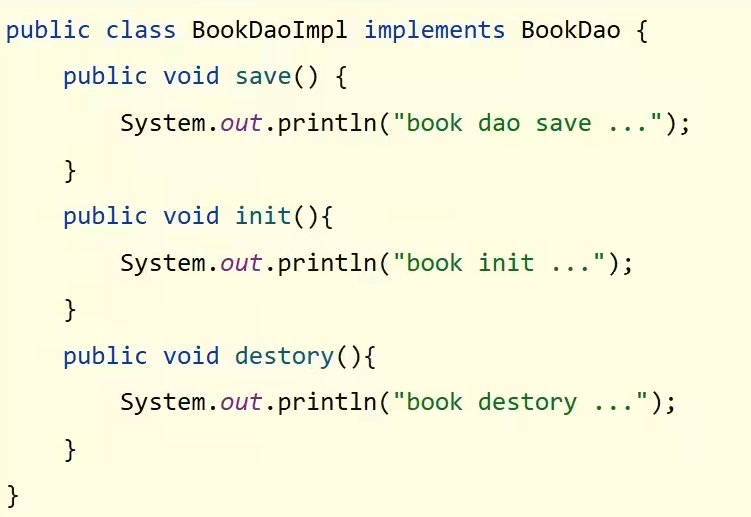 public class BookDaoImpl implements BookDao {
    public void save() {
        System.out.println("book dao save ...");
    }
    public void init(){
        System.out.println("book init ...");
    }
    public void destory(){
        System.out.println("book destory ...");
    }
}